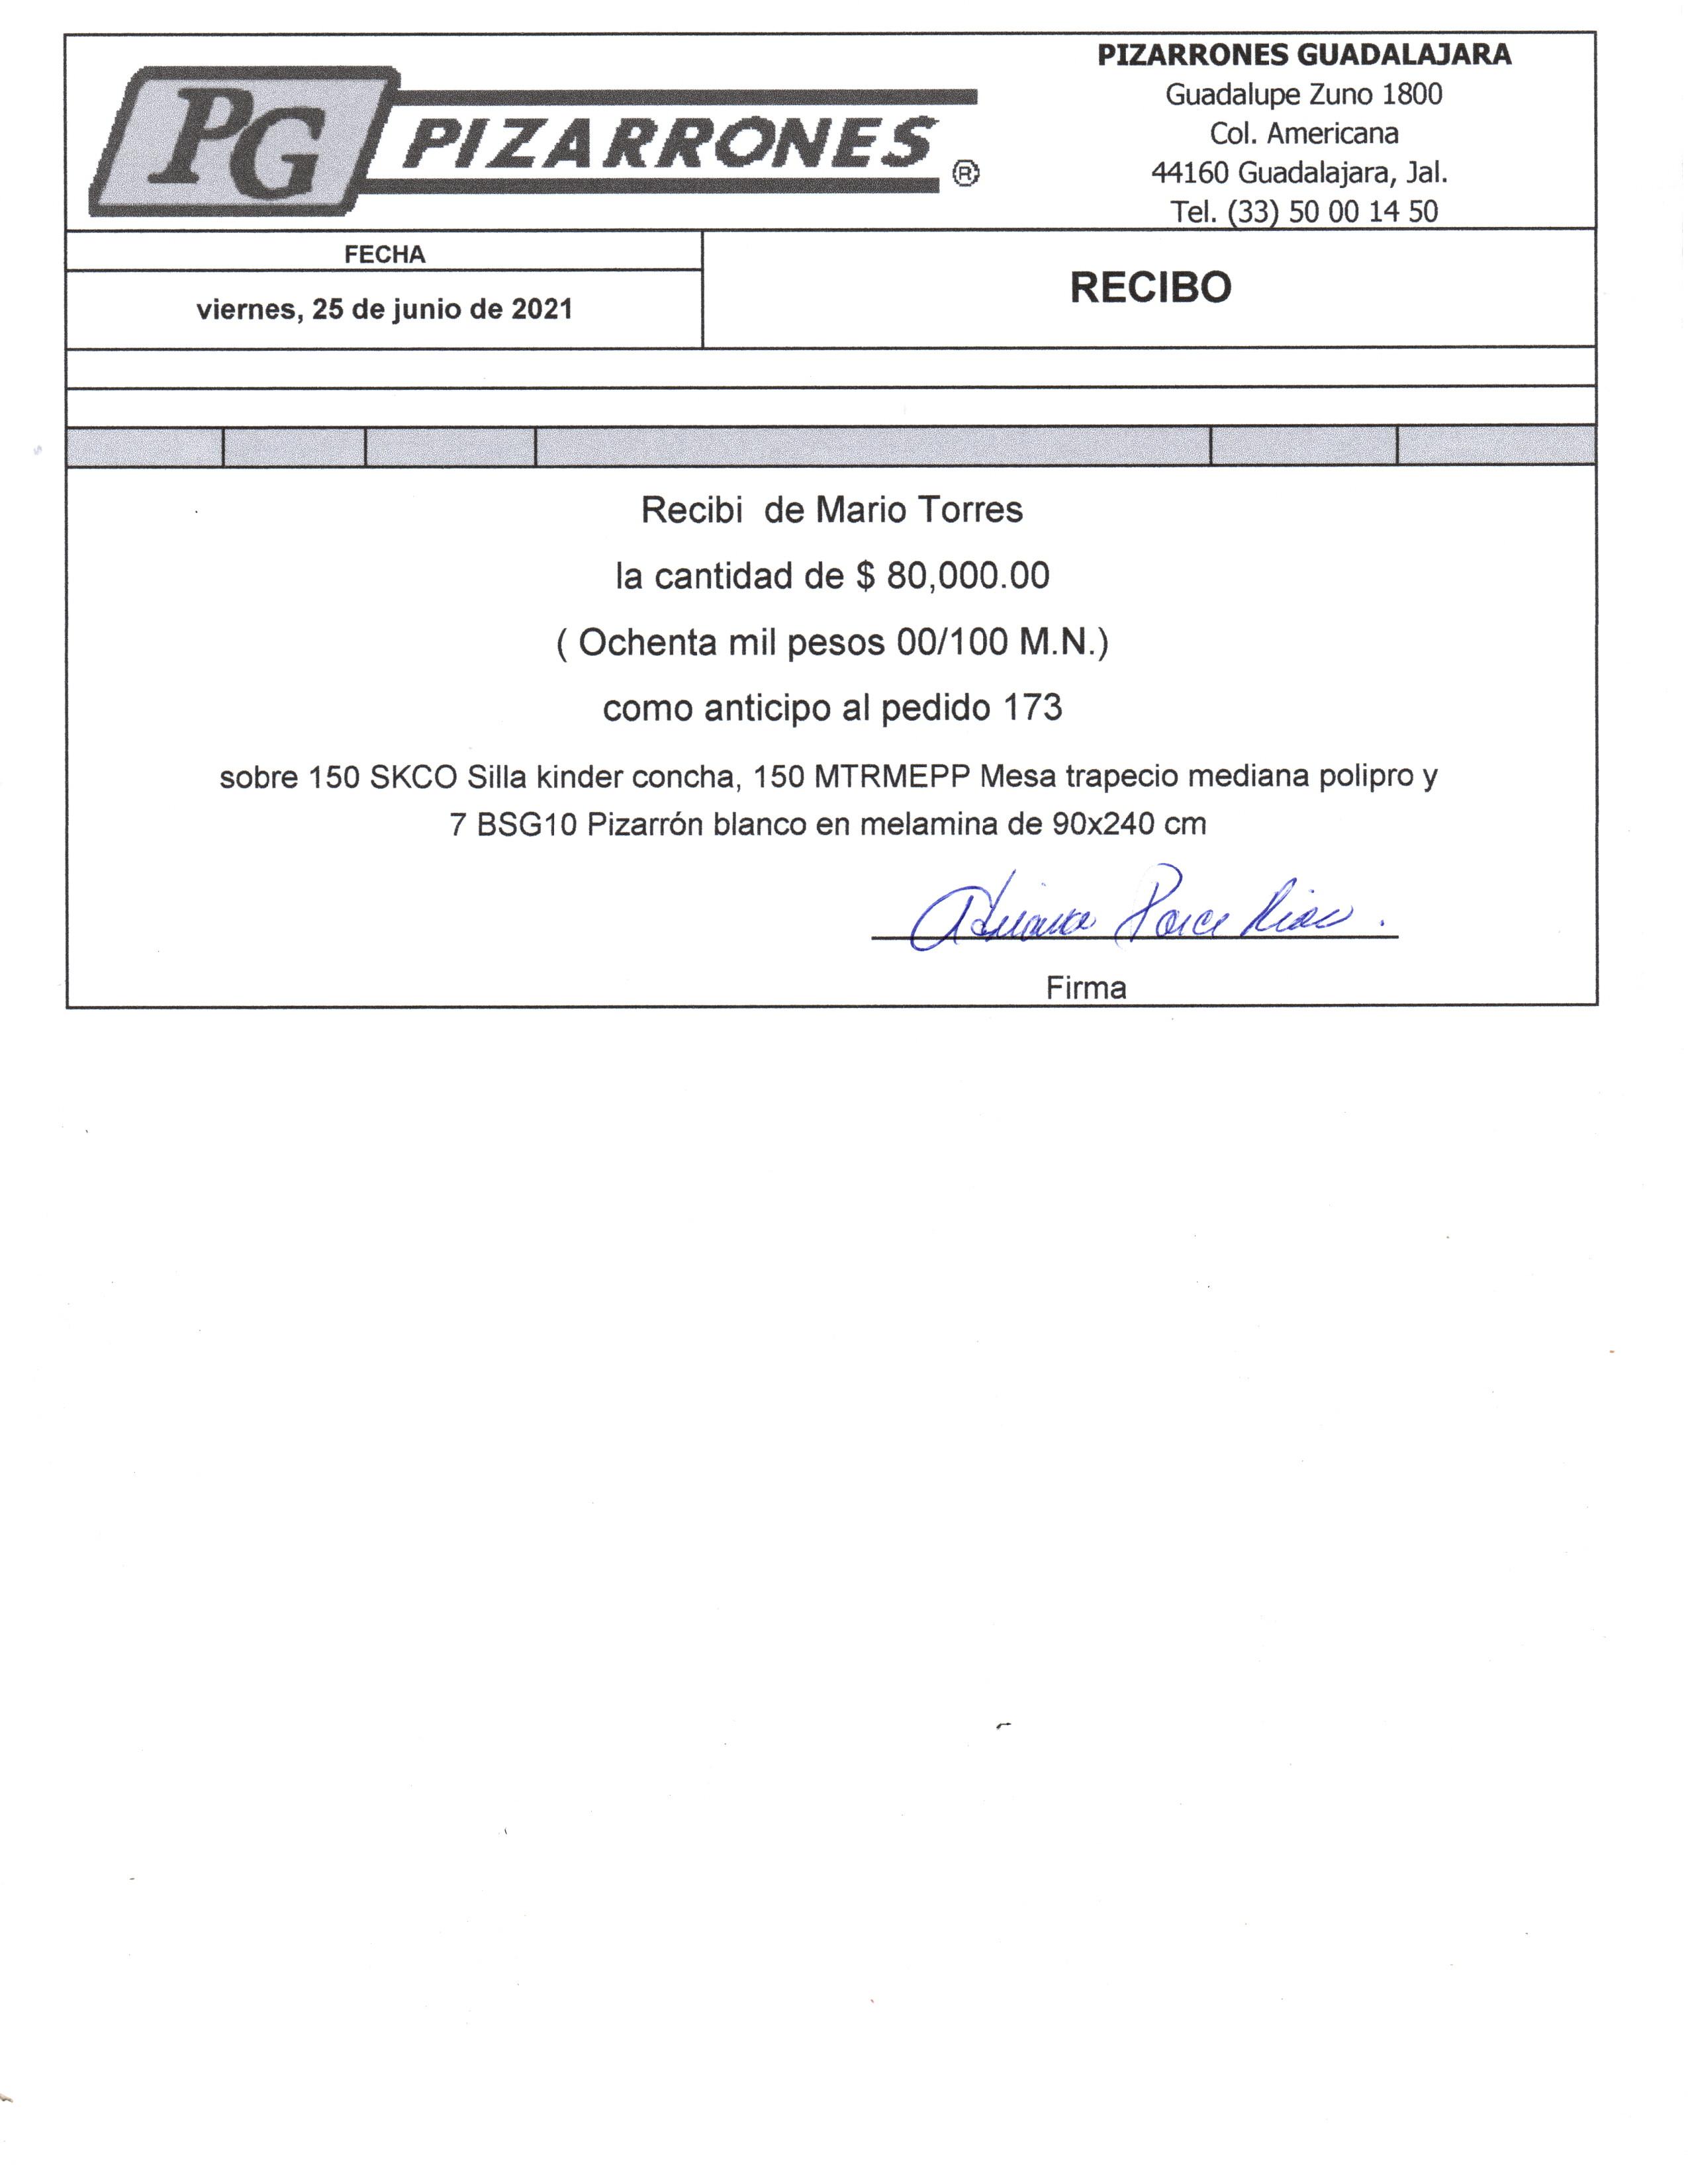 PG PIZARRONES ®
PIZARRONES GUADALAJARA
Guadalupe Zuno 1800
Col. Americana
44160 Guadalajara, Jal.
Tel. (33) 50 00 14 50
FECHA
viernes, 25 de junio de 2021
RECIBO
Recibi de Mario Torres
la cantidad de $ 80,000.00
( Ochenta mil pesos 00/100 M.N.)
como anticipo al pedido 173
sobre 150 SKCO Silla kinder concha, 150 MTRMEPP Mesa trapecio mediana polipro y
7 BSG10 Pizarrón blanco en melamina de 90x240 cm
Firma